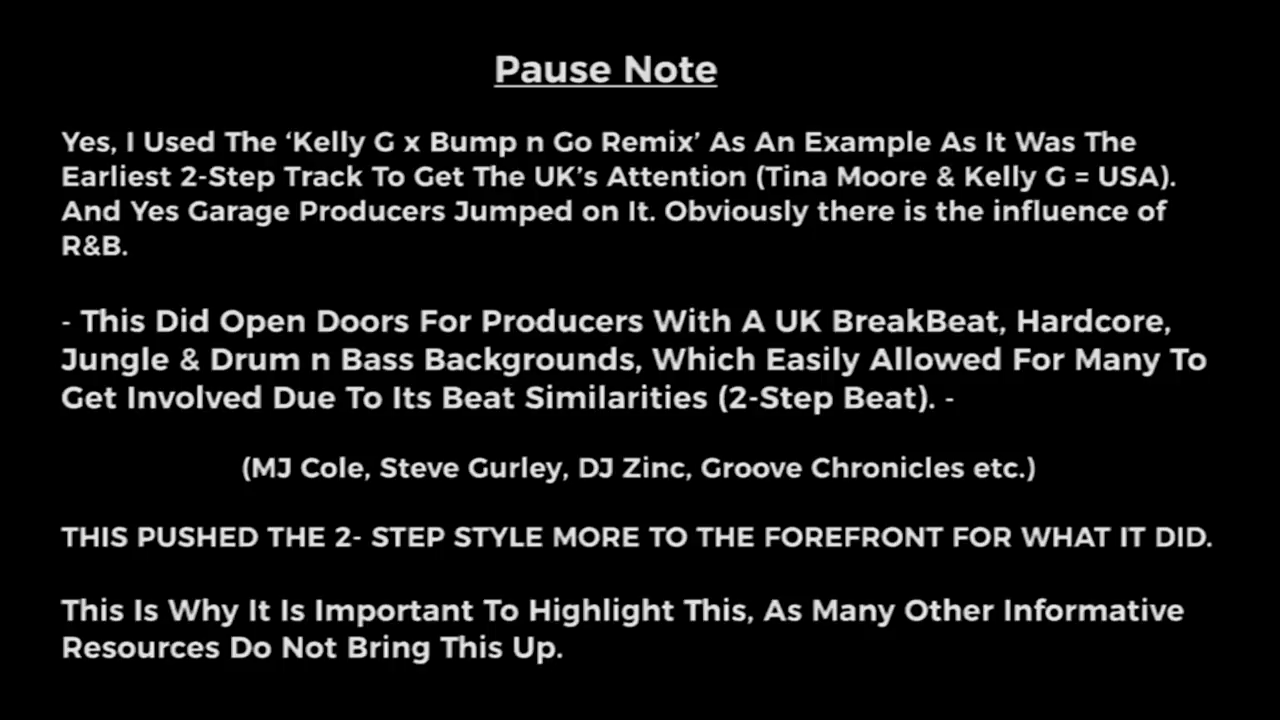 Pause Note
Yes, I Used The ‘Kelly G x Bump n Go Remix’ As An Example As It Was The
Earliest 2-Step Track To Get The UK’s Attention (Tina Moore & Kelly G = USA).
And Yes Garage Producers Jumped on It. Obviously there is the influence of
R&B.
- This Did Open Doors For Producers With A UK BreakBeat, Hardcore,
Jungle & Drum n Bass Backgrounds, Which Easily Allowed For Many To
Get Involved Due To Its Beat Similarities (2-Step Beat). -
(MJ Cole, Steve Gurley, DJ Zinc, Groove Chronicles etc.)
THIS PUSHED THE 2- STEP STYLE MORE TO THE FOREFRONT FOR WHAT IT DID.
This Is Why It Is Important To Highlight This, As Many Other Informative
Resources Do Not Bring This Up.